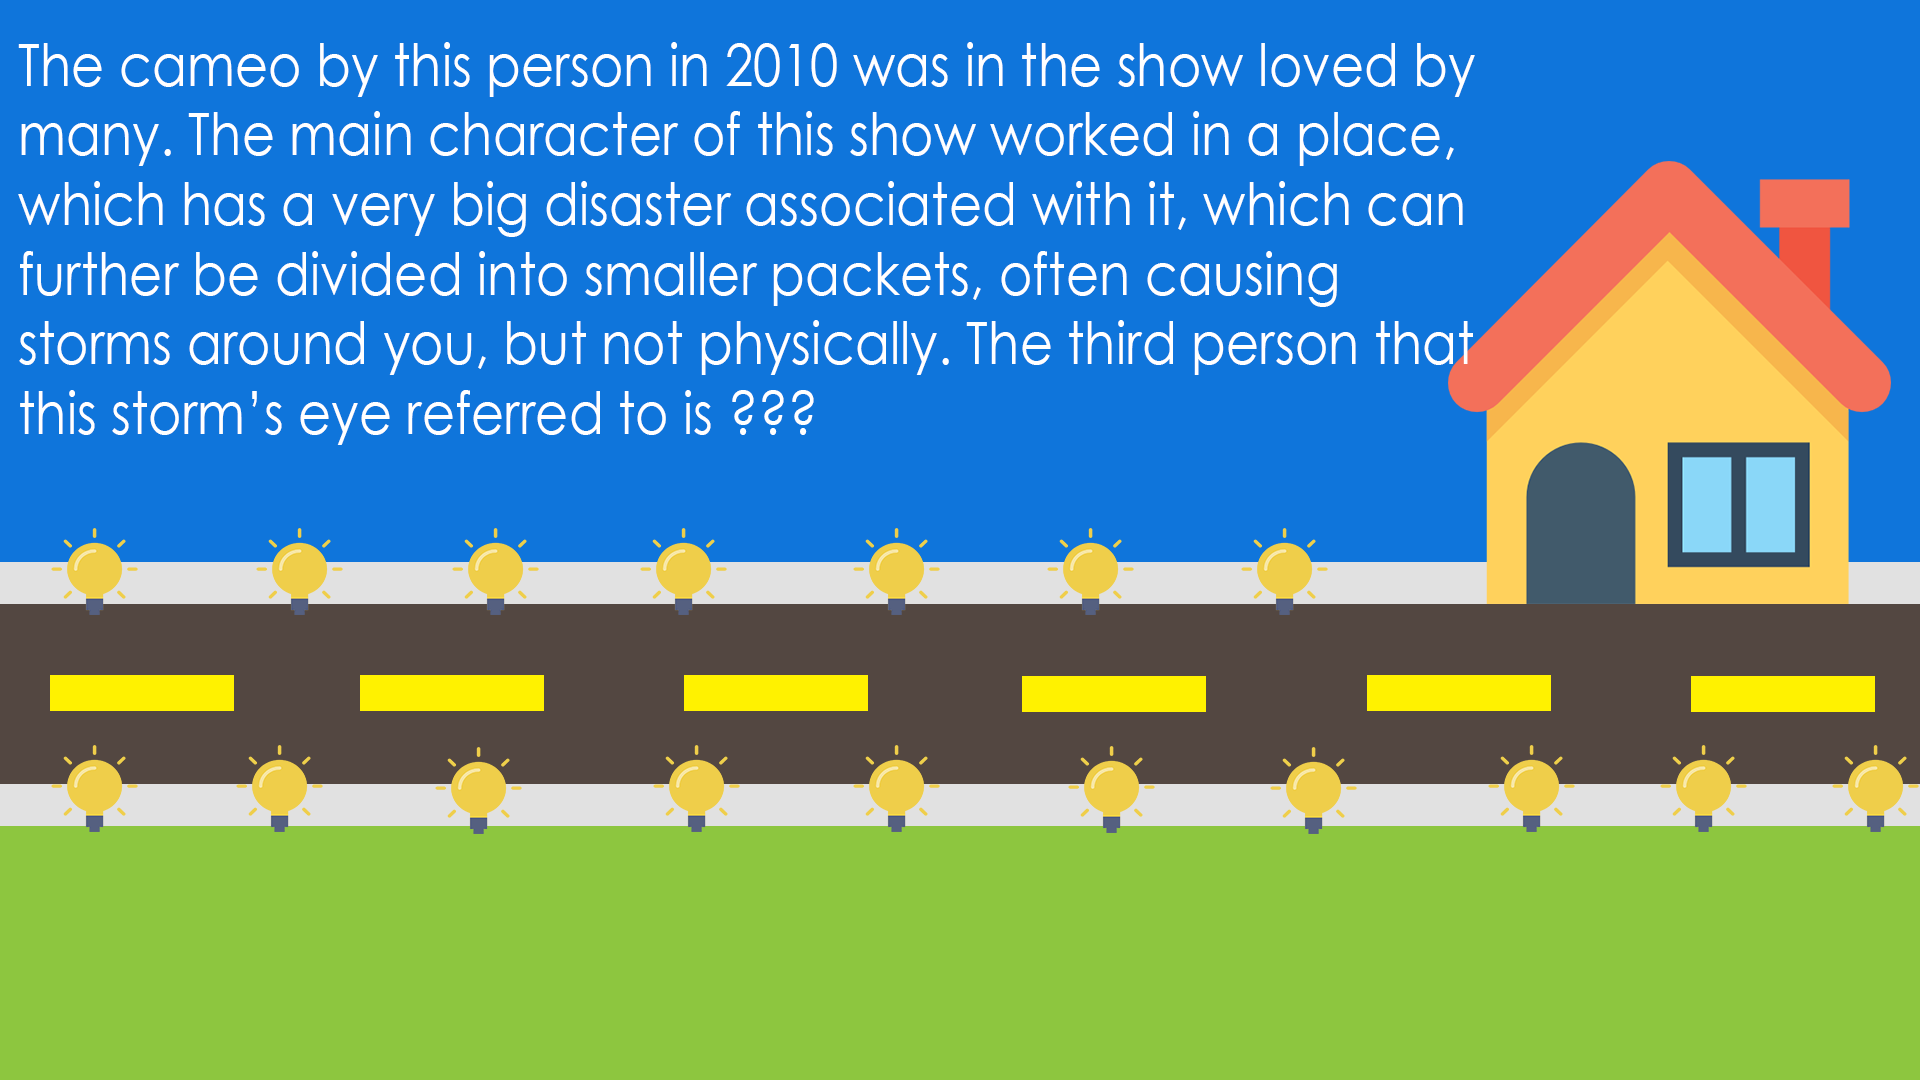 The cameo by this person in 2010 was in the show loved by
many. The main character of this show worked in a place,
which has a very big disaster associated with it, which can
further be divided into smaller packets, often causing
storms around you, but not physically. The third person that
this storm’s eye referred to is ???